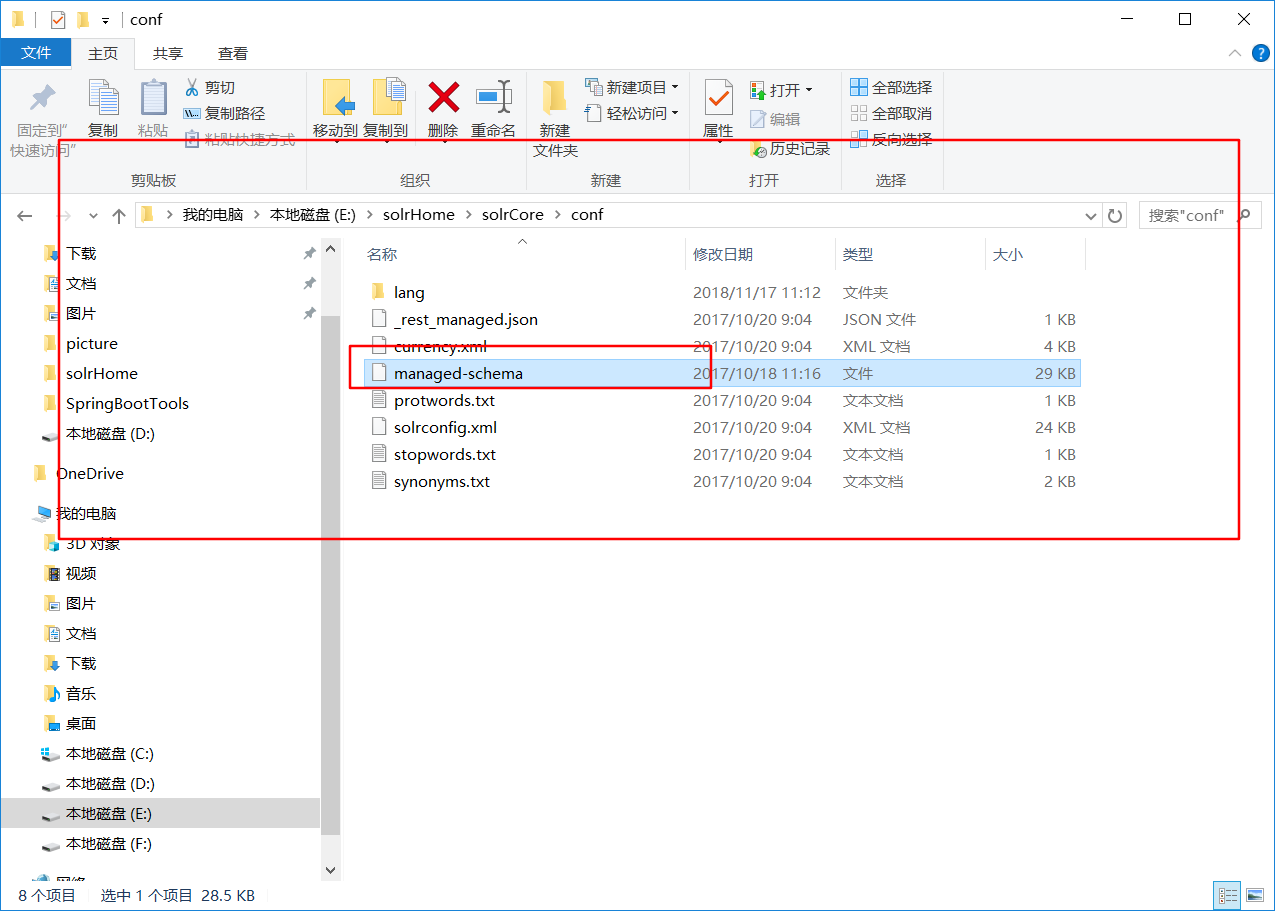 conf
文件 主页 共享 查看
固定到"快速访问"
复制
粘贴
剪切
复制路径
粘贴快捷方式
剪贴板
移动到 复制到 删除 重命名
组织
新建文件夹
新建项目
轻松访问
新建
属性
打开
编辑
历史记录
打开
全部选择
全部取消
反向选择
选择
我的电脑 > 本地磁盘 (E:) > solrHome > solrCore > conf
搜索"conf"
下载
文档
图片
picture
solrHome
SpringBootTools
本地磁盘 (D:)
OneDrive
我的电脑
3D 对象
视频
图片
文档
下载
音乐
桌面
本地磁盘 (C:)
本地磁盘 (D:)
本地磁盘 (E:)
本地磁盘 (F:)
网络
名称 修改日期 类型 大小
lang 2018/11/17 11:12 文件夹
_rest_managed.json 2017/10/20 9:04 JSON 文件 1 KB
currency.xml 2017/10/20 9:04 XML 文档 4 KB
managed-schema 2017/10/18 11:16 文件 29 KB
protwords.txt 2017/10/20 9:04 文本文档 1 KB
solrconfig.xml 2017/10/20 9:04 XML 文档 24 KB
stopwords.txt 2017/10/20 9:04 文本文档 1 KB
synonyms.txt 2017/10/20 9:04 文本文档 2 KB
8 个项目 选中 1 个项目 28.5 KB